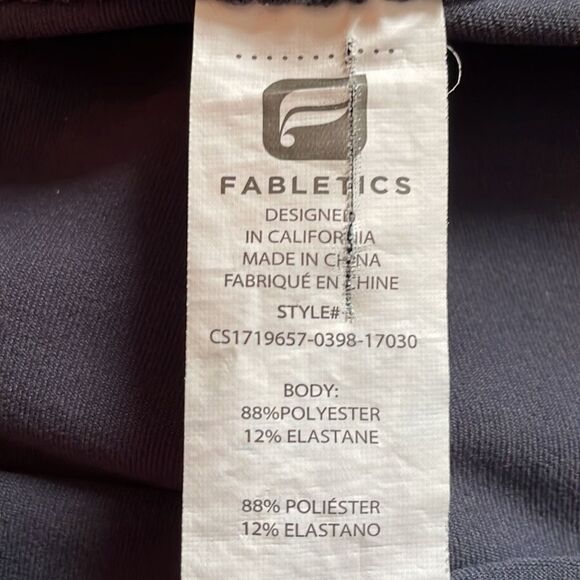 FABLETICS
DESIGNED
IN CALIFORNIA
MADE IN CHINA
FABRIQUÉ EN CHINE
STYLE#
CS1719657-0398-17030
BODY:
88%POLYESTER
12% ELASTANE
88% POLIÉSTER
12% ELASTANO